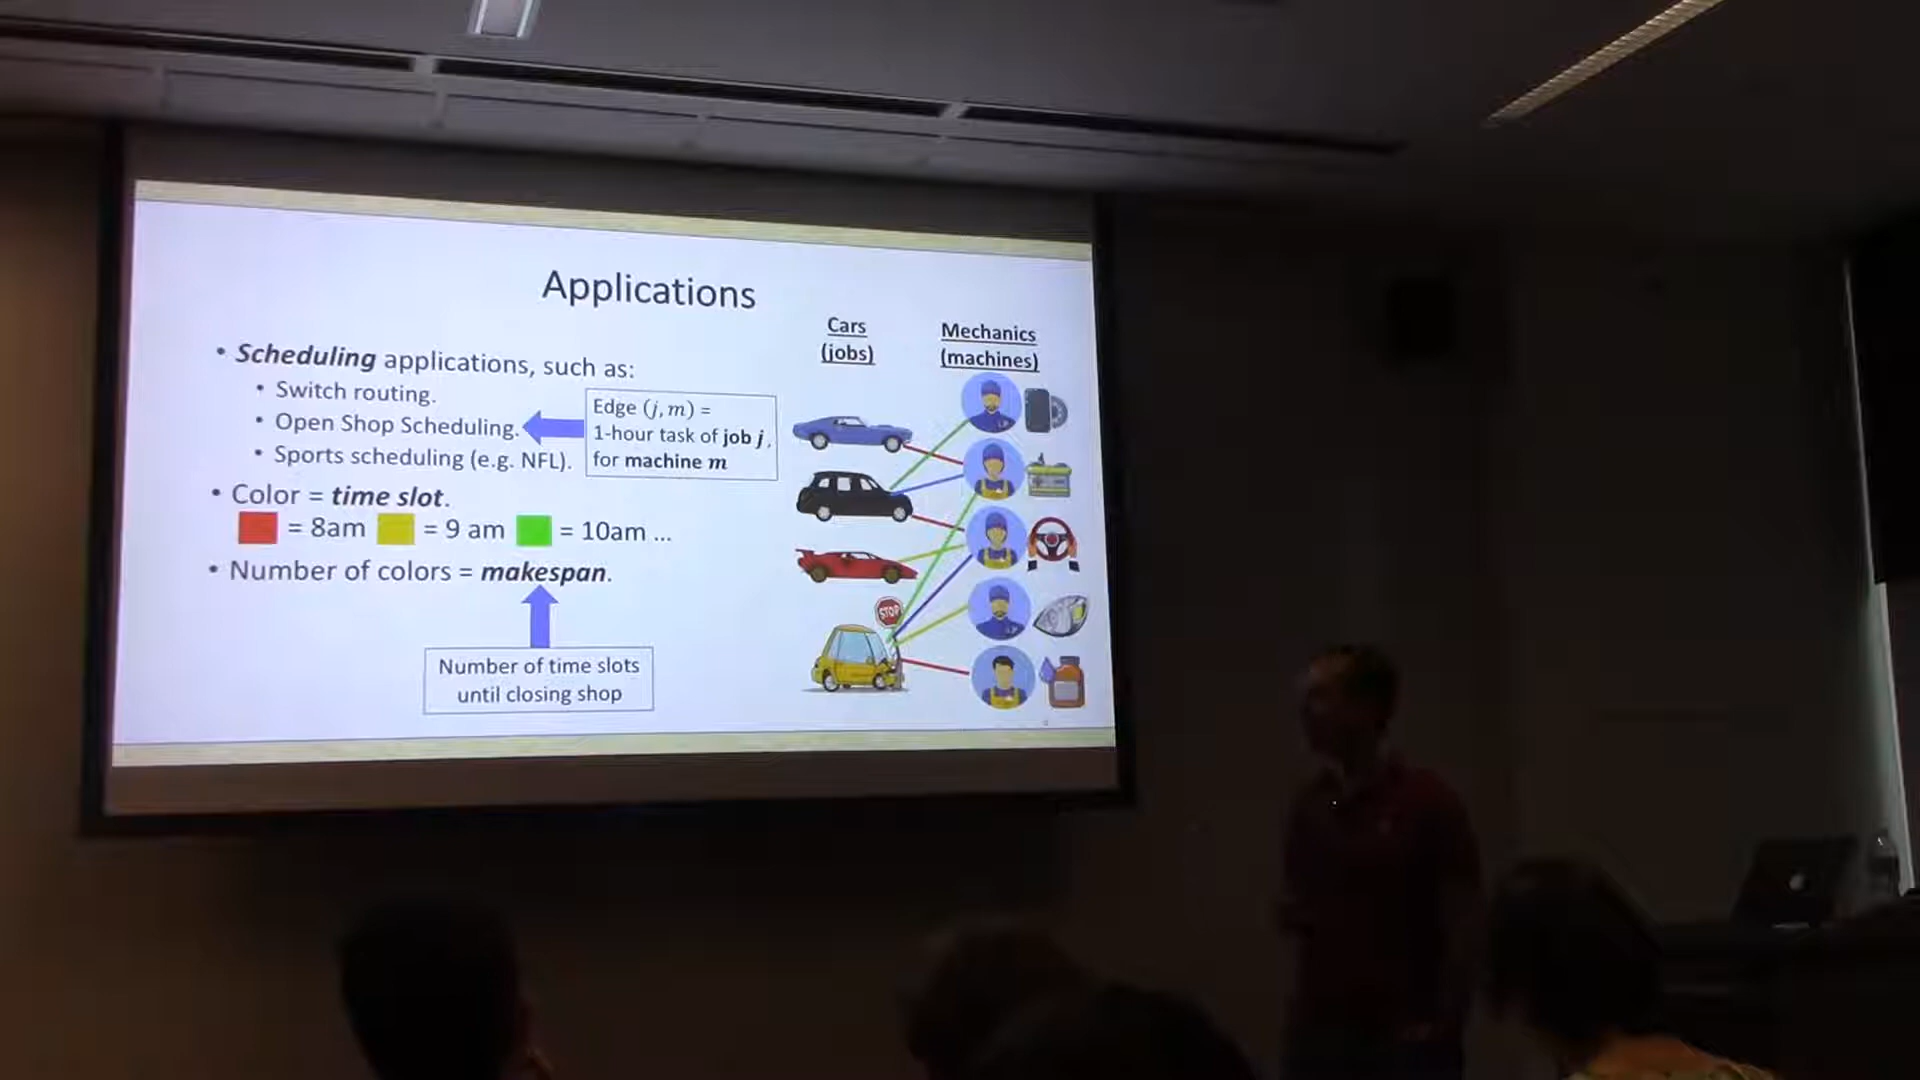 Applications
• Scheduling applications, such as:
• Switch routing.
• Open Shop Scheduling.
• Sports scheduling (e.g. NFL).
Edge (j, m) =
1-hour task of job j,
for machine m
• Color = time slot.
= 8am = 9 am = 10am ...
• Number of colors = makespan.
Number of time slots
until closing shop
Cars
(jobs)
Mechanics
(machines)
STOP